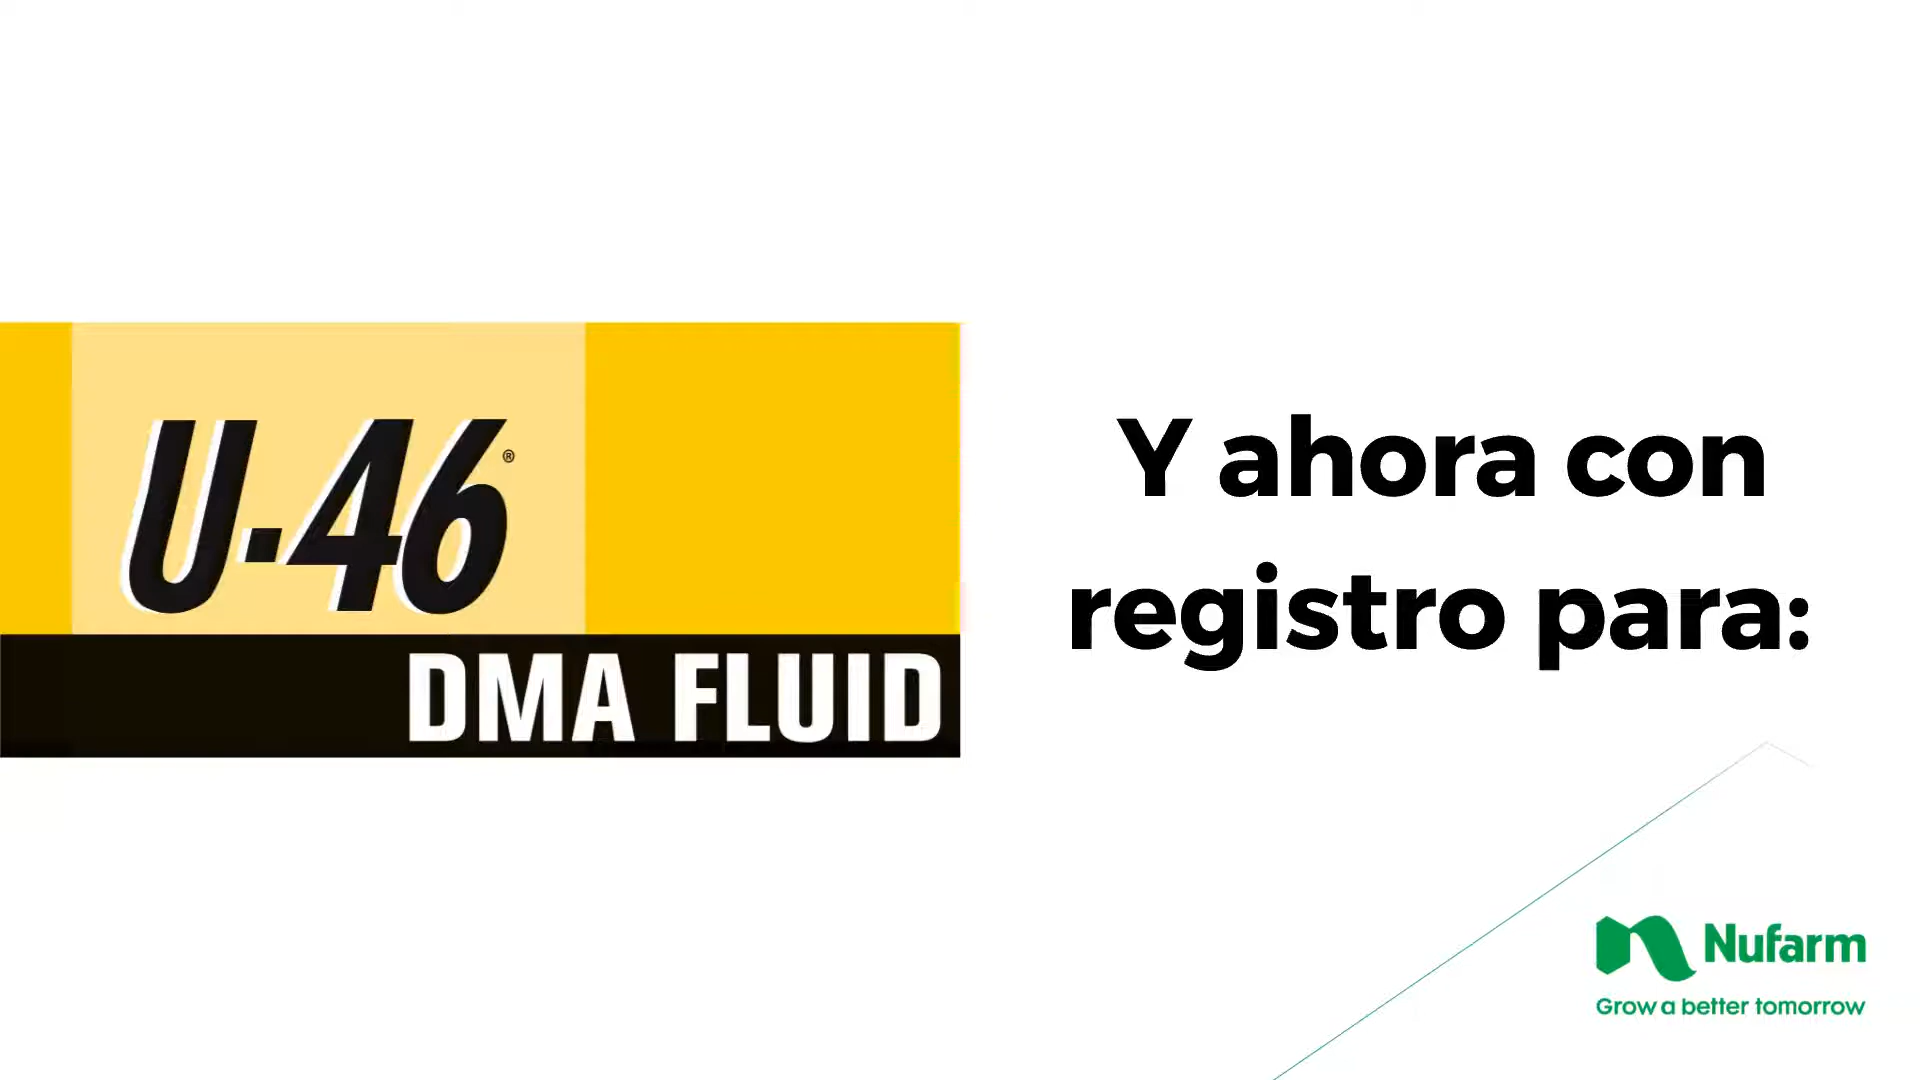 U-46®
DMA FLUID
Y ahora con
registro para:
Nufarm
Grow a better tomorrow